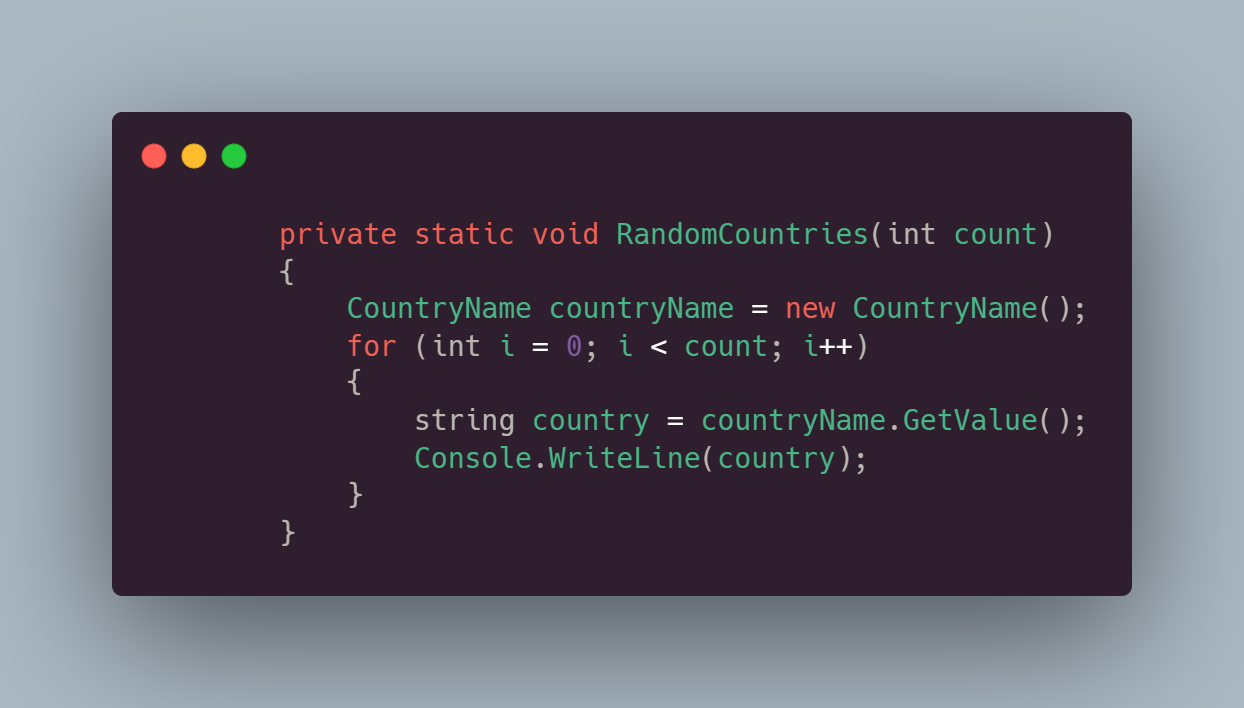 private static void RandomCountries(int count)
{
    CountryName countryName = new CountryName();
    for (int i = 0; i < count; i++)
    {
        string country = countryName.GetValue();
        Console.WriteLine(country);
    }
}